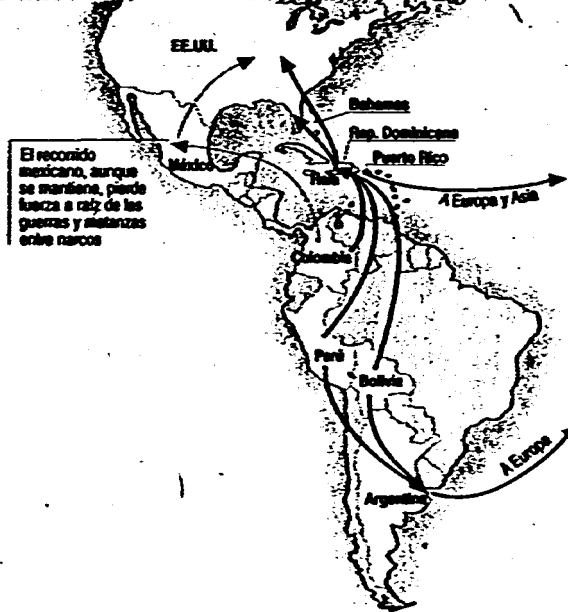 EE.UU.
Bahamas
Rep. Dominicana
Puerto Rico
Haití
México
El recorrido
mexicano, aunque
se mantiene, pierde
fuerza a raíz de las
guerras y matanzas
entre narcos
A Europa y Asia
Colombia
Perú
Bolivia
A Europa
Argentina